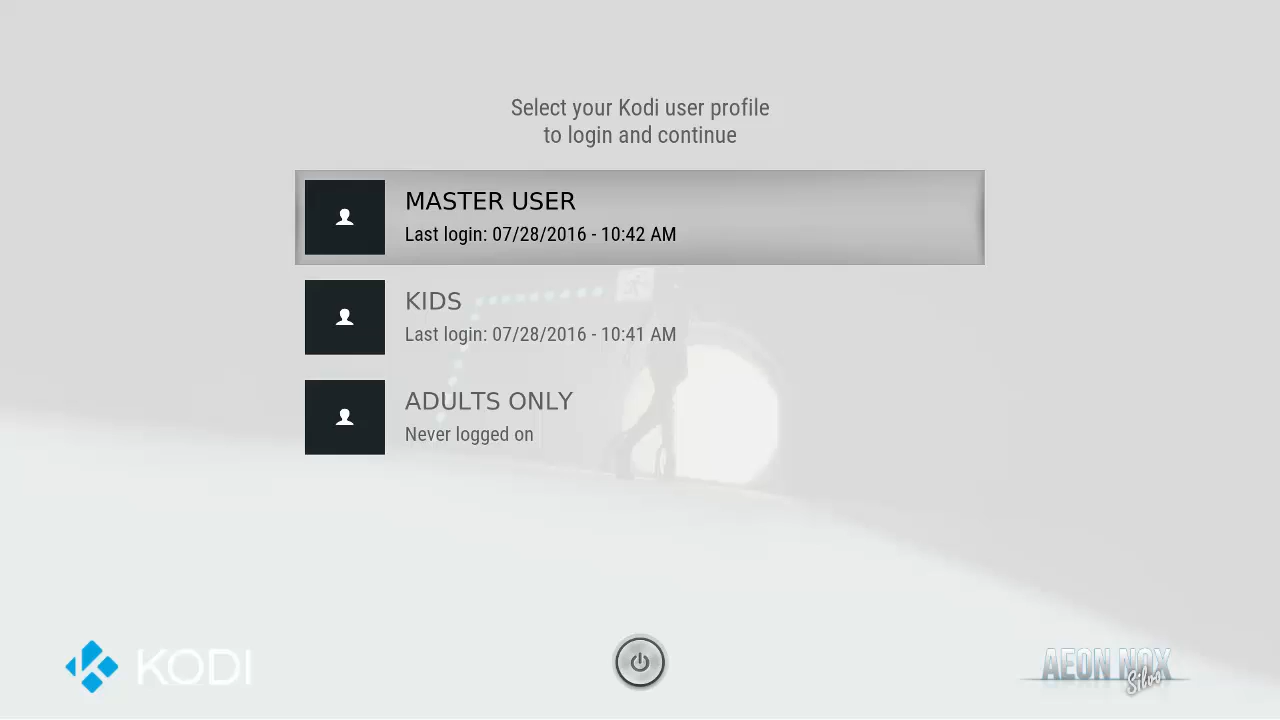 Select your Kodi user profile
to login and continue
MASTER USER
Last login: 07/28/2016 - 10:42 AM
KIDS
Last login: 07/28/2016 - 10:41 AM
ADULTS ONLY
Never logged on
KODI
AEON NOX
Silvo